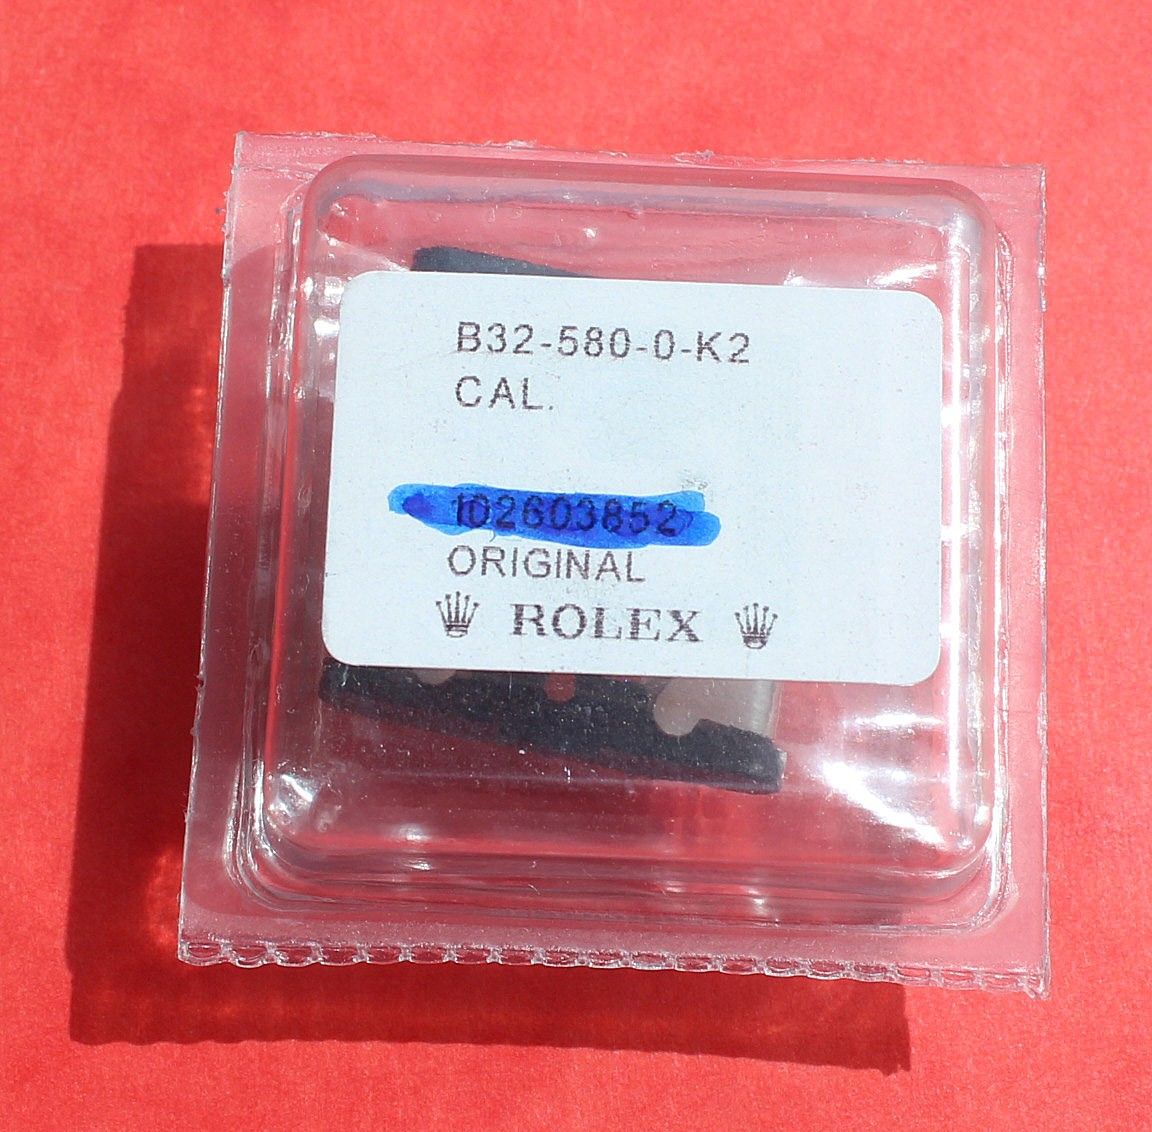 B32-580-0-K2
CAL.
102603852
ORIGINAL
ROLEX